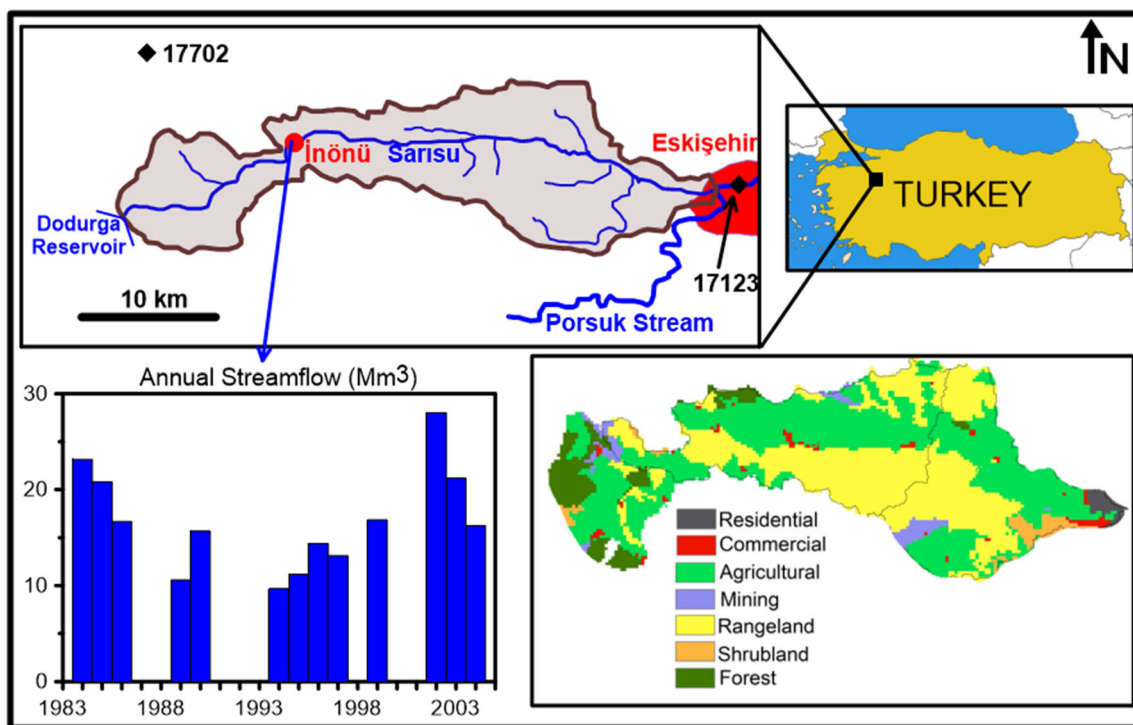 17702
N
Eskişehir
İnönü
Sarısu
Dodurga
Reservoir
17123
10 km
Porsuk Stream
TURKEY
Annual Streamflow (Mm3)
30
20
10
0
1983
1988
1993
1998
2003
Residential
Commercial
Agricultural
Mining
Rangeland
Shrubland
Forest